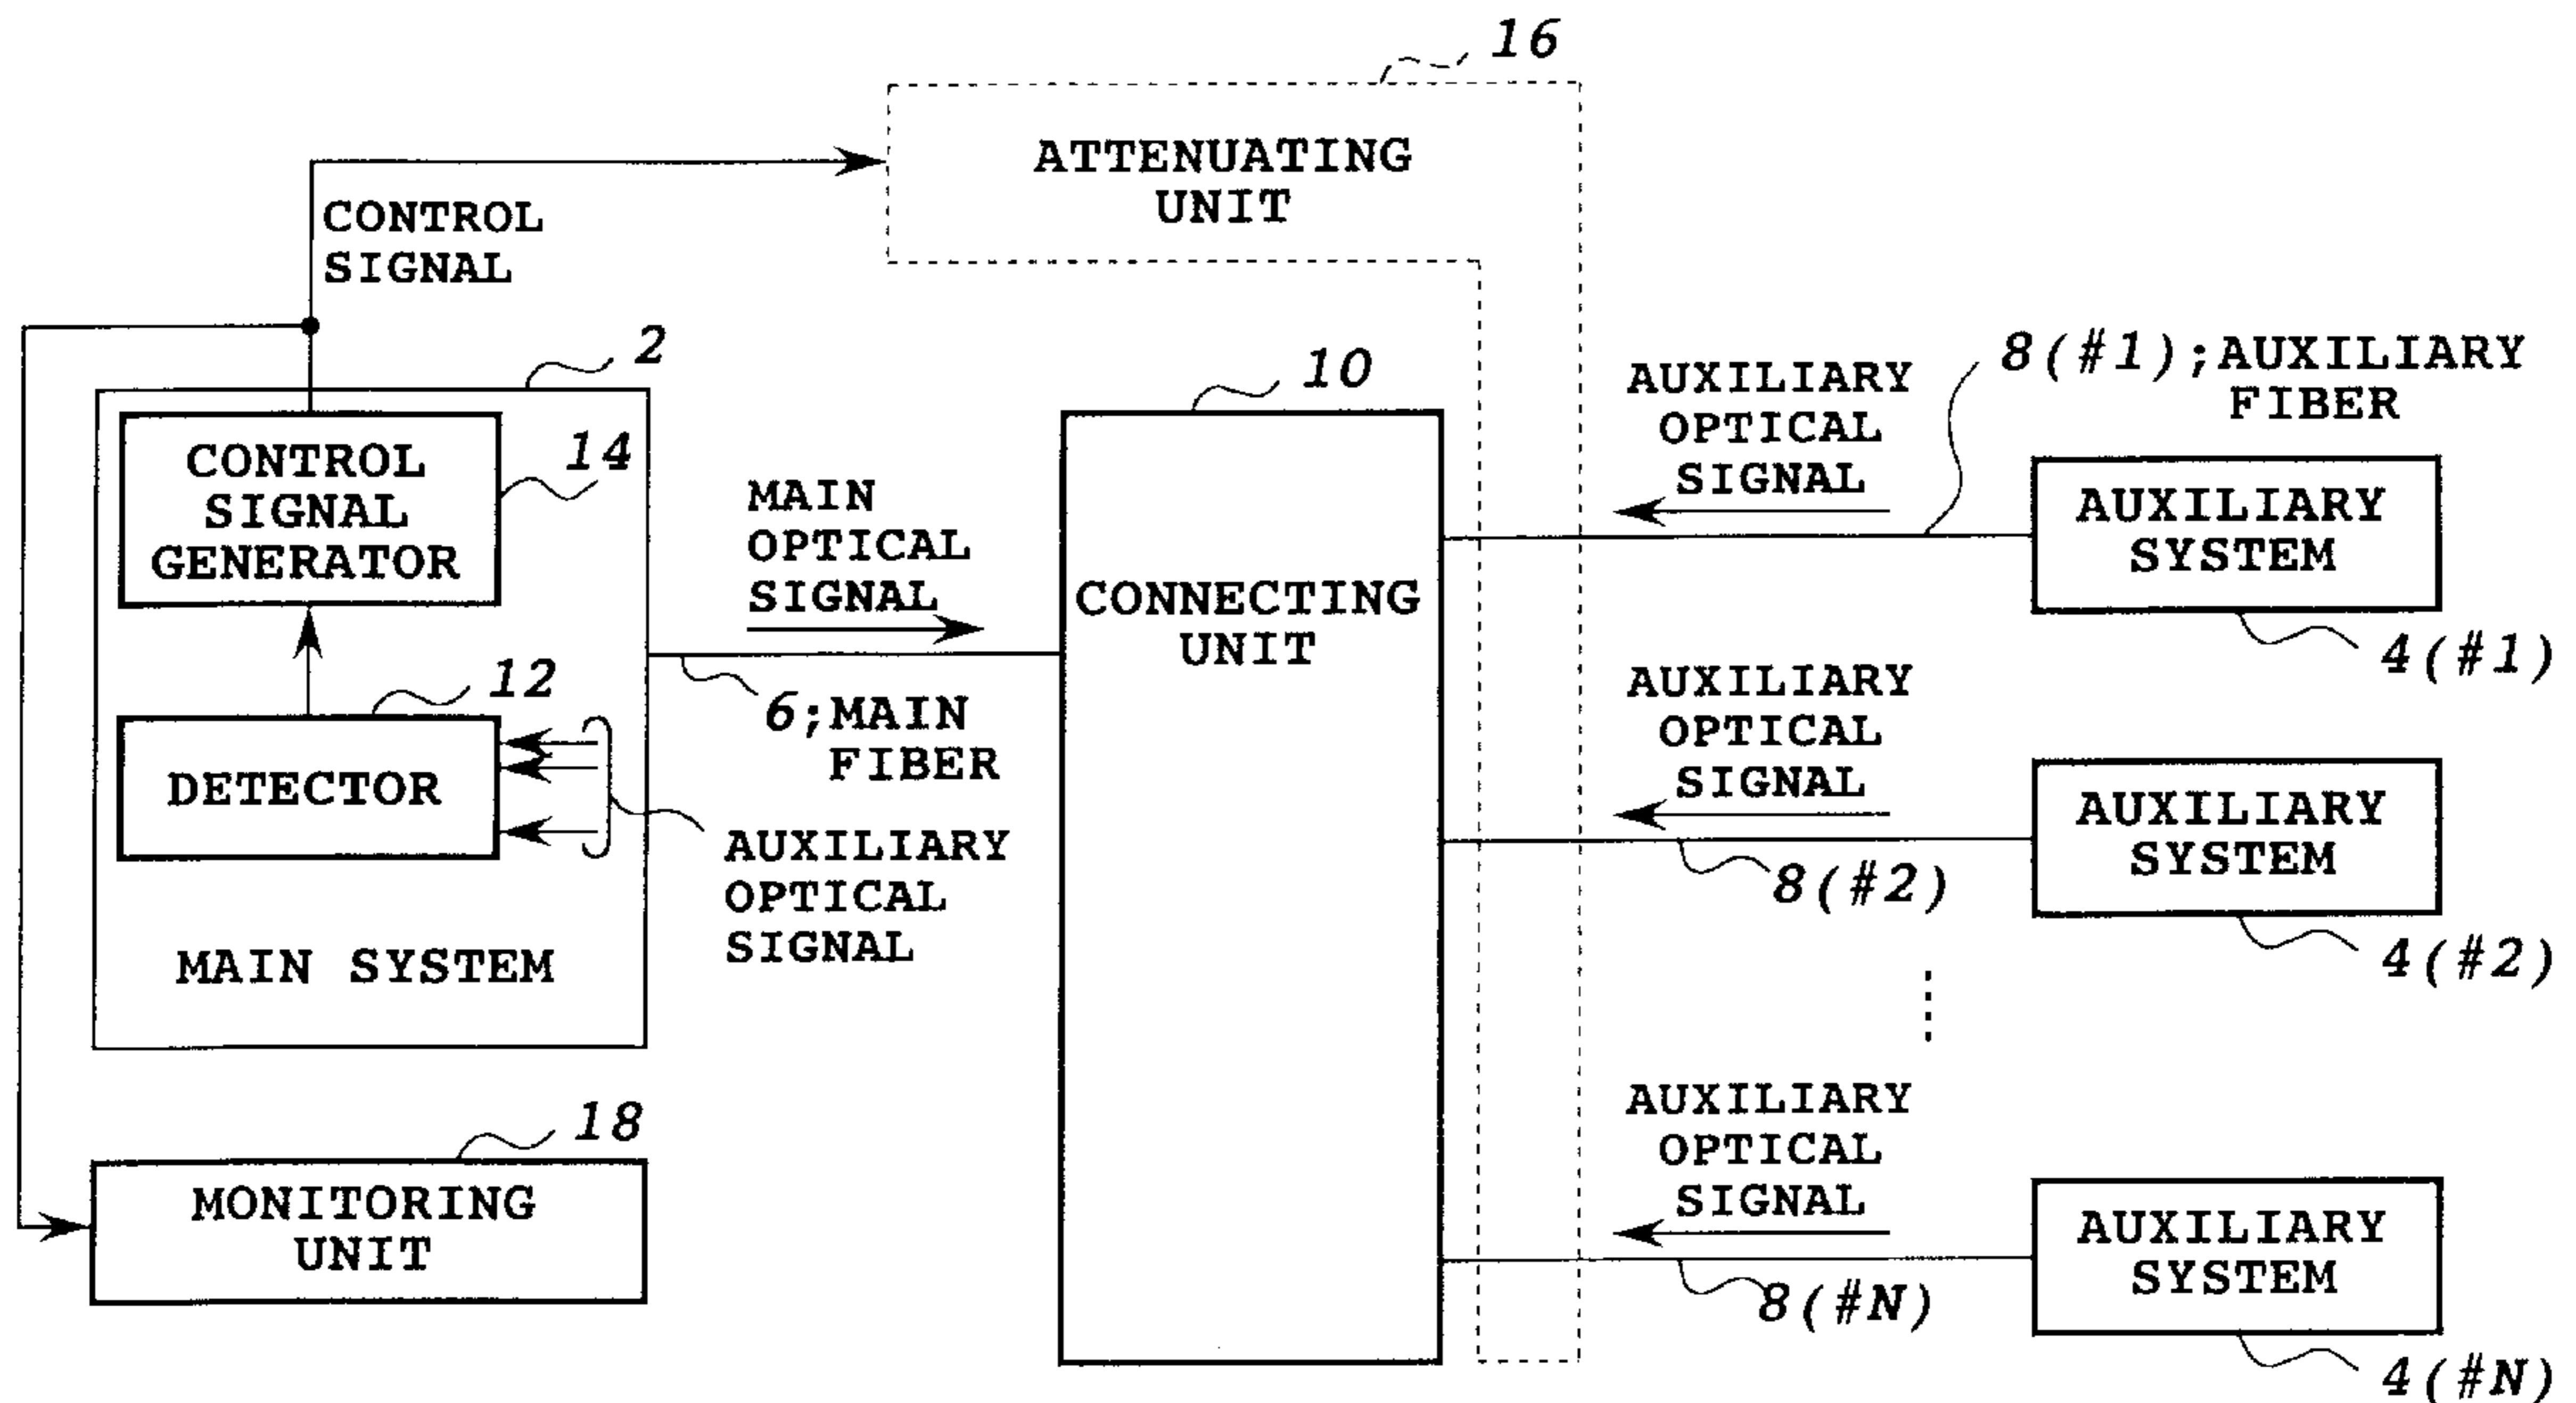 16
ATTENUATING
UNIT
CONTROL
SIGNAL
2
10
8(#1);AUXILIARY
FIBER
CONTROL
SIGNAL
GENERATOR
14
MAIN
OPTICAL
SIGNAL
CONNECTING
UNIT
AUXILIARY
OPTICAL
SIGNAL
AUXILIARY
SYSTEM
4(#1)
12
DETECTOR
6;MAIN
FIBER
AUXILIARY
OPTICAL
SIGNAL
AUXILIARY
OPTICAL
SIGNAL
8(#2)
AUXILIARY
SYSTEM
4(#2)
MAIN SYSTEM
18
MONITORING
UNIT
AUXILIARY
OPTICAL
SIGNAL
8(#N)
AUXILIARY
SYSTEM
4(#N)